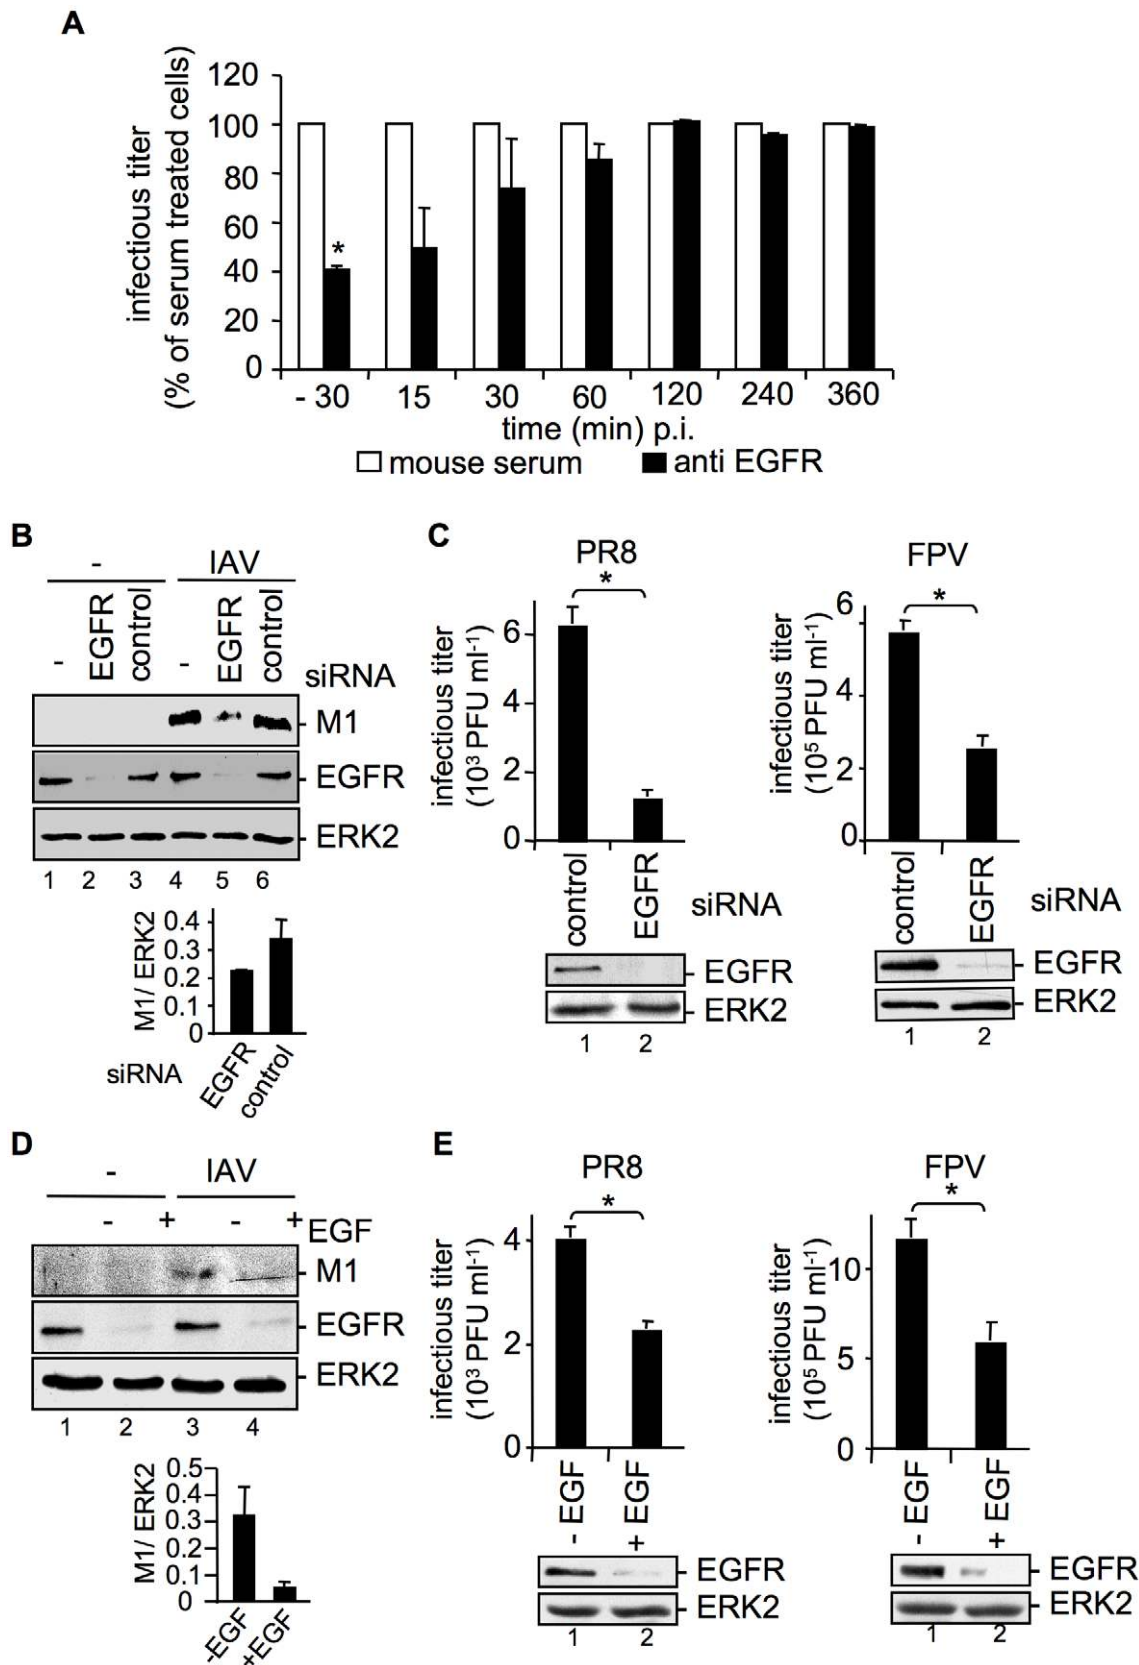 A
infectious titer
(% of serum treated cells)
120
100
80
60
40
20
0
*
- 30 15 30 60 120 240 360
time (min) p.i.
mouse serum anti EGFR
B
- IAV
- EGFR control - EGFR control siRNA
M1
EGFR
ERK2
1 2 3 4 5 6
M1/ ERK2
0.4
0.3
0.2
0.1
0
siRNA EGFR control
C
PR8
*
infectious titer
(10³ PFU ml⁻¹)
6
4
2
0
control EGFR siRNA
EGFR
ERK2
1 2
FPV
*
infectious titer
(10⁵ PFU ml⁻¹)
6
4
2
0
control EGFR siRNA
EGFR
ERK2
1 2
D
- IAV
- + - + EGF
M1
EGFR
ERK2
1 2 3 4
M1/ ERK2
0.5
0.4
0.3
0.2
0.1
0
-EGF +EGF
E
PR8
*
infectious titer
(10³ PFU ml⁻¹)
4
2
0
- EGF + EGF
EGFR
ERK2
1 2
FPV
*
infectious titer
(10⁵ PFU ml⁻¹)
10
5
0
- EGF + EGF
EGFR
ERK2
1 2